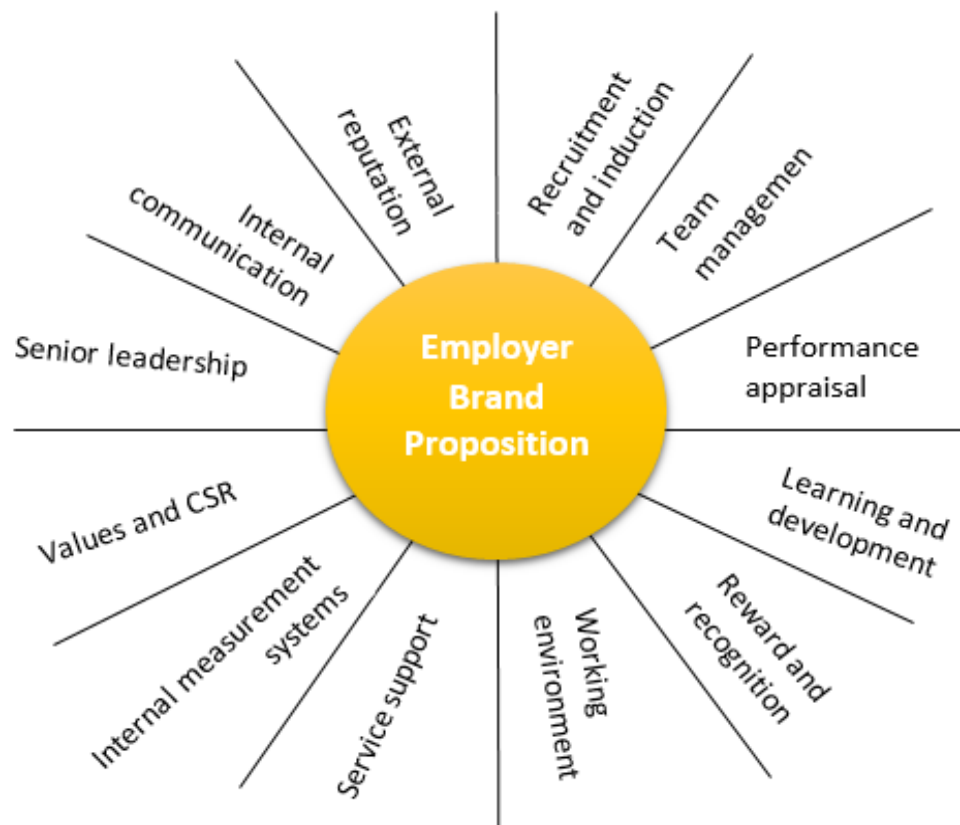 Employer
Brand
Proposition
Recruitment
and induction
Team
managemen
Performance
appraisal
Learning and
development
Reward and
recognition
Working
environment
Service support
Internal measurement
systems
Values and CSR
Senior leadership
Internal
communication
External
reputation